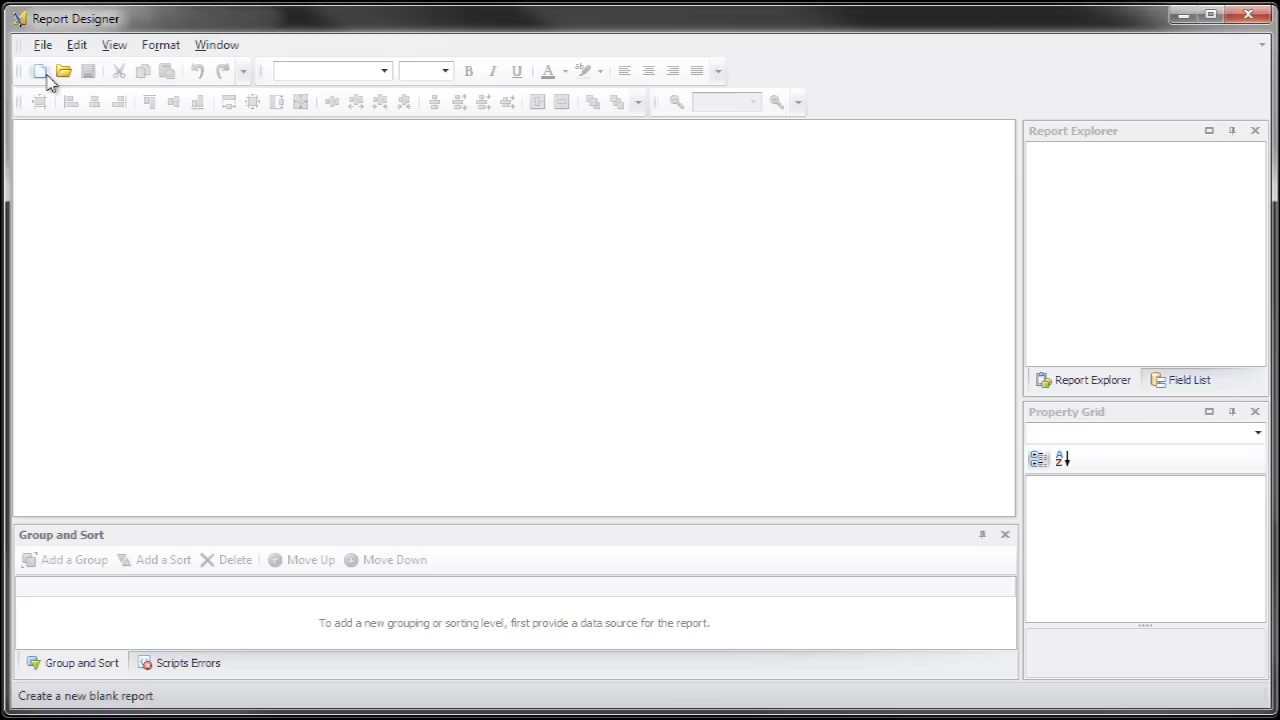 Report Designer
File Edit View Format Window
B I U A
Report Explorer
Report Explorer Field List
Property Grid
Group and Sort
Add a Group Add a Sort Delete Move Up Move Down
To add a new grouping or sorting level, first provide a data source for the report.
Group and Sort Scripts Errors
Create a new blank report